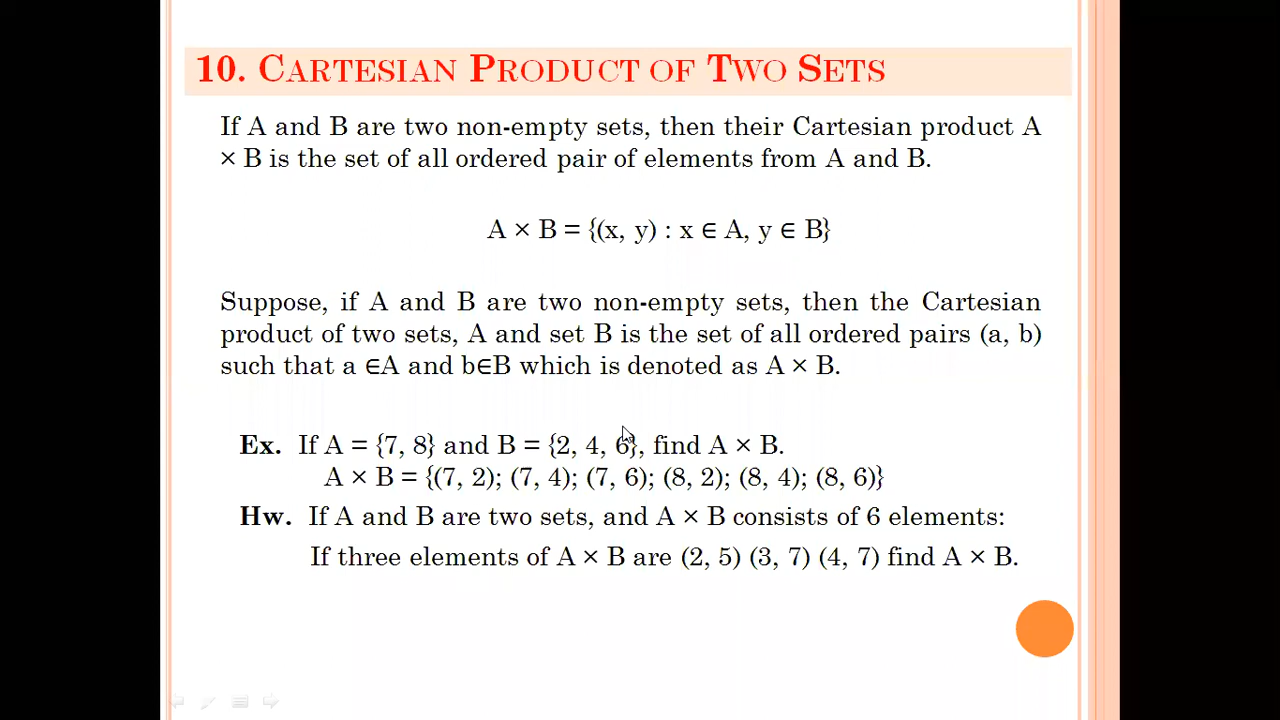 10. CARTESIAN PRODUCT OF TWO SETS
If A and B are two non-empty sets, then their Cartesian product A
× B is the set of all ordered pair of elements from A and B.
A × B = {(x, y) : x ∈ A, y ∈ B}
Suppose, if A and B are two non-empty sets, then the Cartesian
product of two sets, A and set B is the set of all ordered pairs (a, b)
such that a ∈A and b∈B which is denoted as A × B.
Ex. If A = {7, 8} and B = {2, 4, 6}, find A × B.
A × B = {(7, 2); (7, 4); (7, 6); (8, 2); (8, 4); (8, 6)}
Hw. If A and B are two sets, and A × B consists of 6 elements:
If three elements of A × B are (2, 5) (3, 7) (4, 7) find A × B.